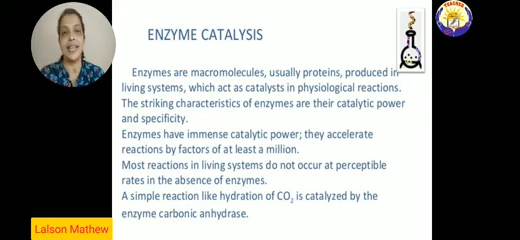 ENZYME CATALYSIS
Enzymes are macromolecules, usually proteins, produced in
living systems, which act as catalysts in physiological reactions.
The striking characteristics of enzymes are their catalytic power
and specificity.
Enzymes have immense catalytic power; they accelerate
reactions by factors of at least a million.
Most reactions in living systems do not occur at perceptible
rates in the absence of enzymes.
A simple reaction like hydration of CO₂ is catalyzed by the
enzyme carbonic anhydrase.
Lalson Mathew